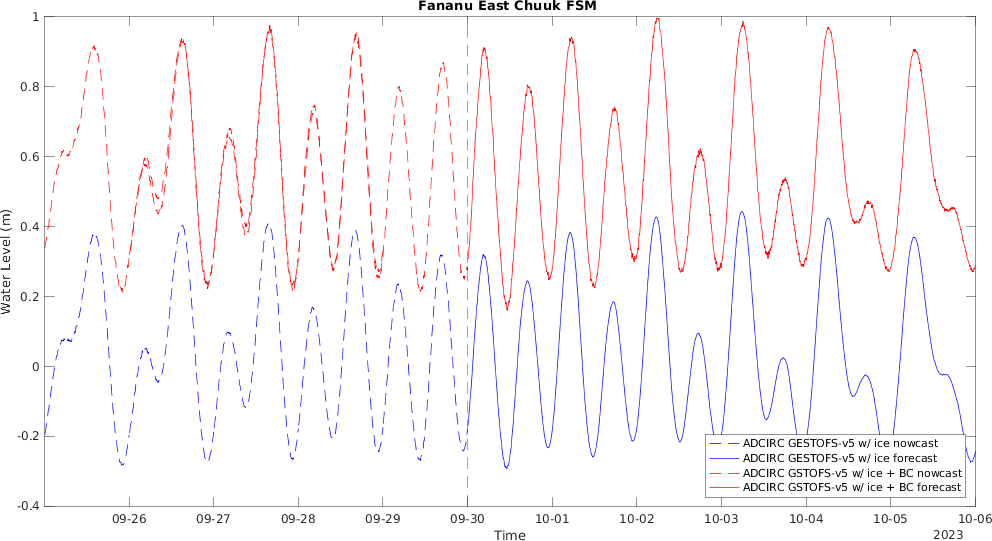 Fananu East Chuuk FSM
1
0.8
0.6
0.4
0.2
0
-0.2
-0.4
Water Level (m)
ADCIRC GESTOFS-v5 w/ ice nowcast
ADCIRC GESTOFS-v5 w/ ice forecast
ADCIRC GSTOFS-v5 w/ ice + BC nowcast
ADCIRC GSTOFS-v5 w/ ice + BC forecast
09-26 09-27 09-28 09-29 09-30 10-01 10-02 10-03 10-04 10-05 10-06
Time
2023